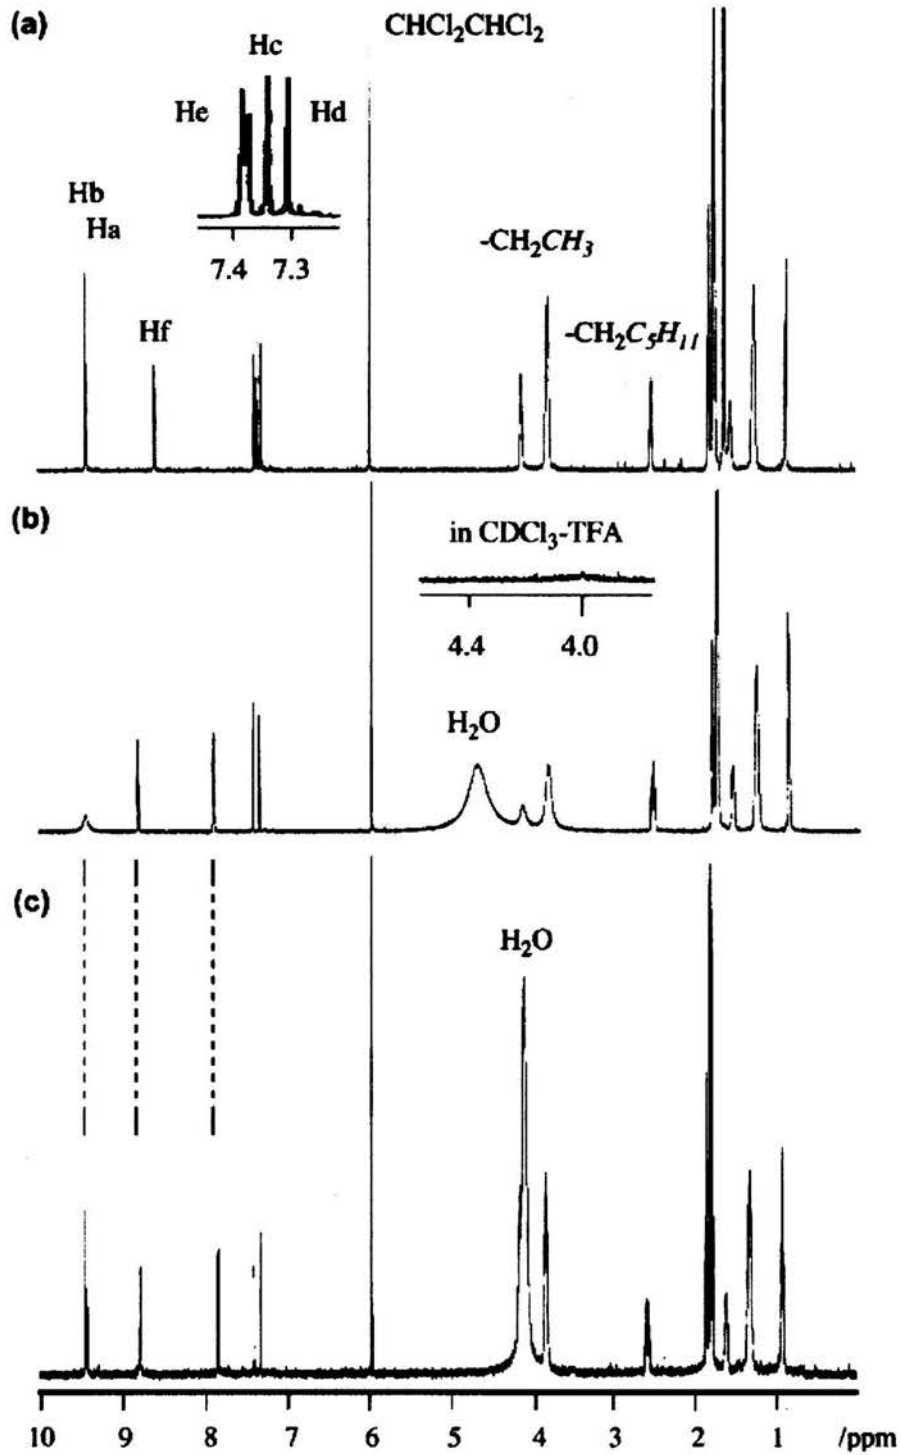 (a)
CHCl₂CHCl₂
Hc
He
Hd
Hb
Ha
7.4 7.3
-CH₂CH₃
Hf
-CH₂C₅H₁₁
(b)
in CDCl₃-TFA
4.4 4.0
H₂O
(c)
H₂O
10 9 8 7 6 5 4 3 2 1 /ppm